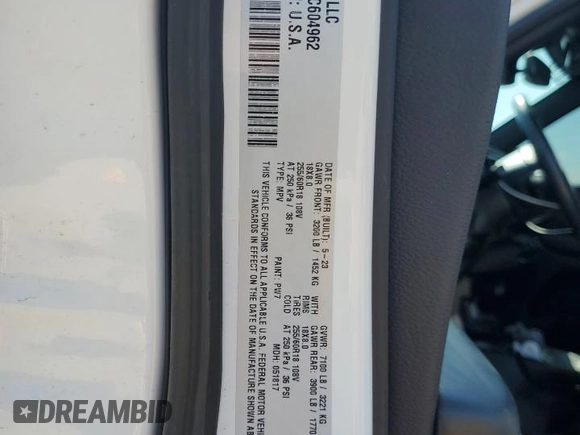 LLC
C604962
: U.S.A.
DATE OF MFR (BUILT): 5-23 GVWR: 7100 LB / 3221 KG
GAWR FRONT: 3200 LB / 1452 KG WITH GAWR REAR: 3900 LB / 1770
18X8.0 RIMS 18X8.0
255/60R18 108V TIRES 255/60R18 108V
AT 250 kPa / 36 PSI COLD AT 250 kPa / 36 PSI
TYPE: MPV PAINT: PW7 MDH: 051817
THIS VEHICLE CONFORMS TO ALL APPLICABLE U.S.A. FEDERAL MOTOR VEHI
STANDARDS IN EFFECT ON THE DATE OF MANUFACTURE SHOWN AB
DREAMBID